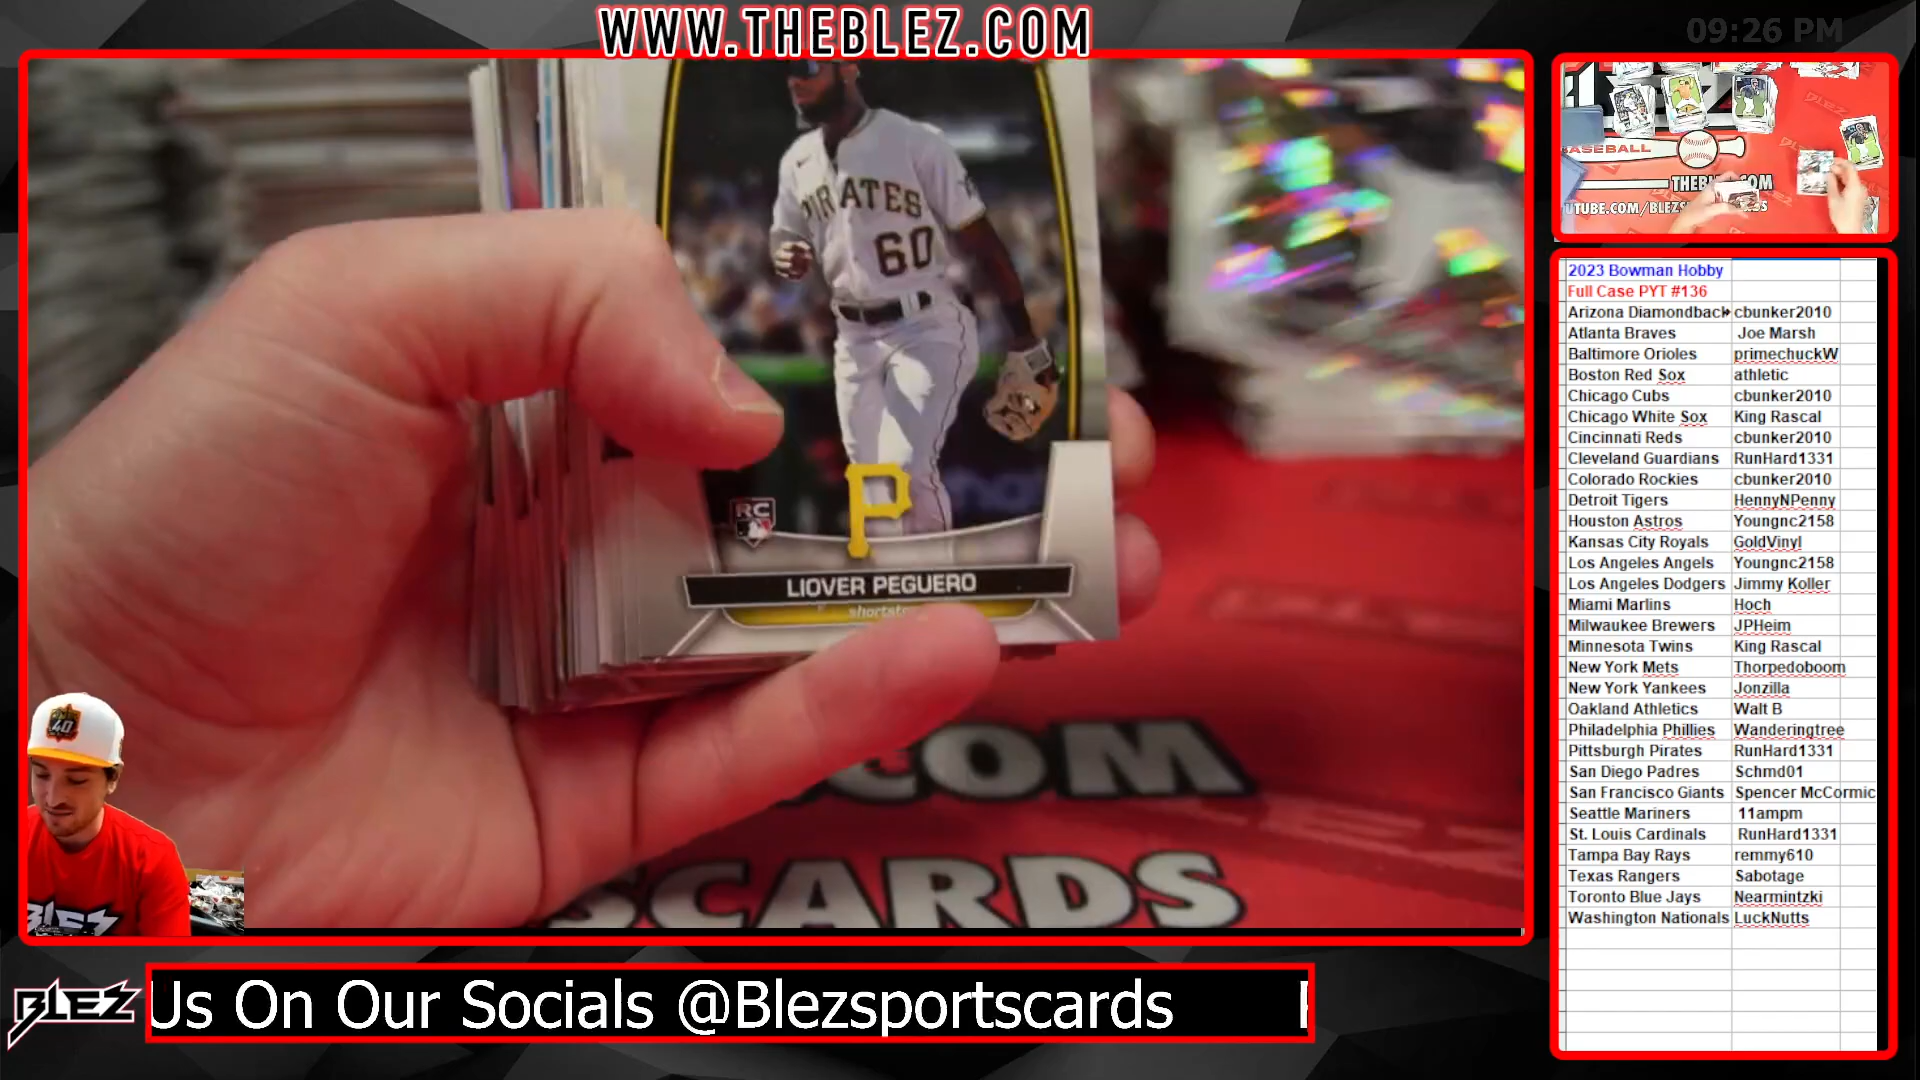 WWW.THEBLEZ.COM
09:26 PM
PIRATES
60
RC
P
LIOVER PEGUERO
COM
SCARDS
40
BLEZ
BASEBALL
2023 Bowman Hobby
Full Case PYT #136
Arizona Diamondback cbunker2010
Atlanta Braves Joe Marsh
Baltimore Orioles primechuckW
Boston Red Sox athletic
Chicago Cubs cbunker2010
Chicago White Sox King Rascal
Cincinnati Reds cbunker2010
Cleveland Guardians RunHard1331
Colorado Rockies cbunker2010
Detroit Tigers HennyNPenny
Houston Astros Youngnc2158
Kansas City Royals GoldVinyl
Los Angeles Angels Youngnc2158
Los Angeles Dodgers Jimmy Koller
Miami Marlins Hoch
Milwaukee Brewers JPHeim
Minnesota Twins King Rascal
New York Mets Thorpedoboom
New York Yankees Jonzilla
Oakland Athletics Walt B
Philadelphia Phillies Wanderingtree
Pittsburgh Pirates RunHard1331
San Diego Padres Schmd01
San Francisco Giants Spencer McCormic
Seattle Mariners 11ampm
St. Louis Cardinals RunHard1331
Tampa Bay Rays remmy610
Texas Rangers Sabotage
Toronto Blue Jays Nearmintzki
Washington Nationals LuckNutts
BLEZ
Us On Our Socials @Blezsportscards